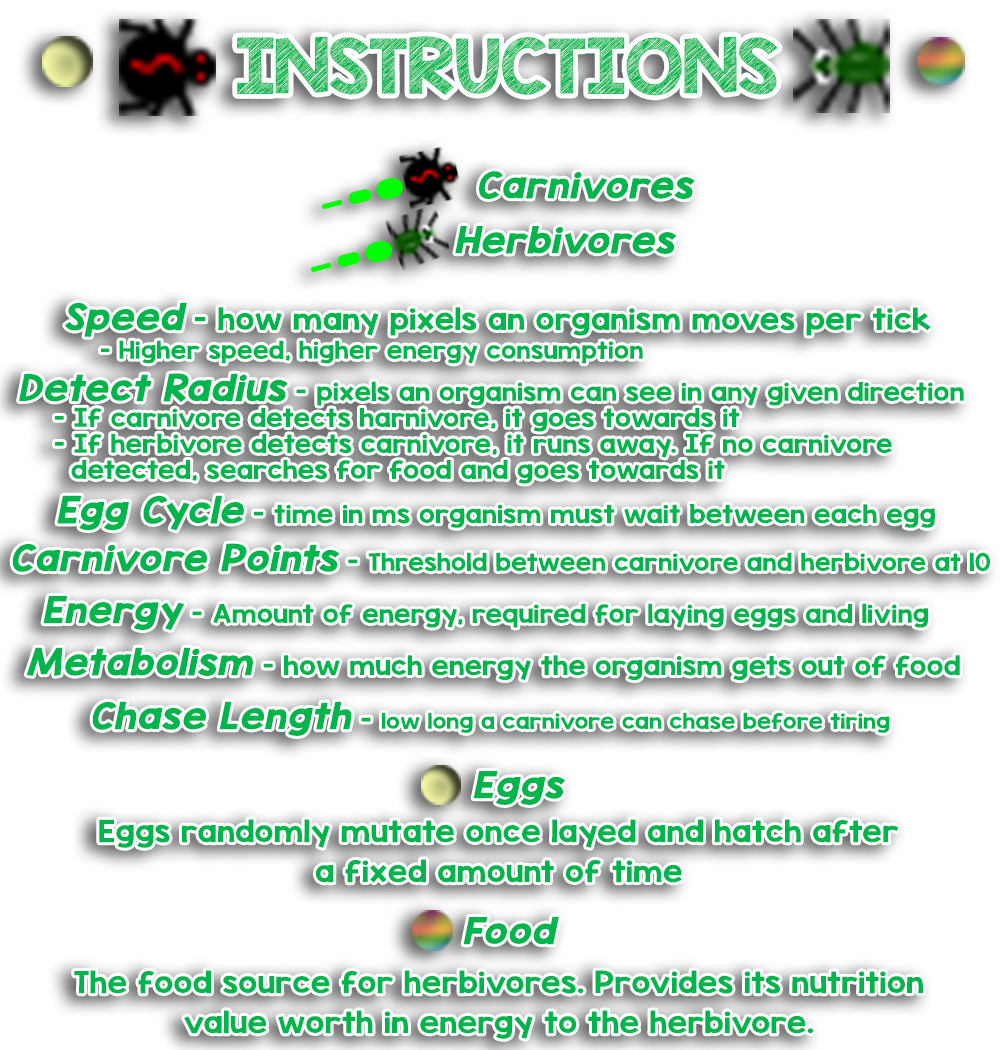 INSTRUCTIONS
Carnivores
Herbivores
Speed - how many pixels an organism moves per tick
- Higher speed, higher energy consumption
Detect Radius - pixels an organism can see in any given direction
- If carnivore detects harnivore, it goes towards it
- If herbivore detects carnivore, it runs away. If no carnivore
detected, searches for food and goes towards it
Egg Cycle - time in ms organism must wait between each egg
Carnivore Points - Threshold between carnivore and herbivore at 10
Energy - Amount of energy, required for laying eggs and living
Metabolism - how much energy the organism gets out of food
Chase Length - low long a carnivore can chase before tiring
Eggs
Eggs randomly mutate once layed and hatch after
a fixed amount of time
Food
The food source for herbivores. Provides its nutrition
value worth in energy to the herbivore.